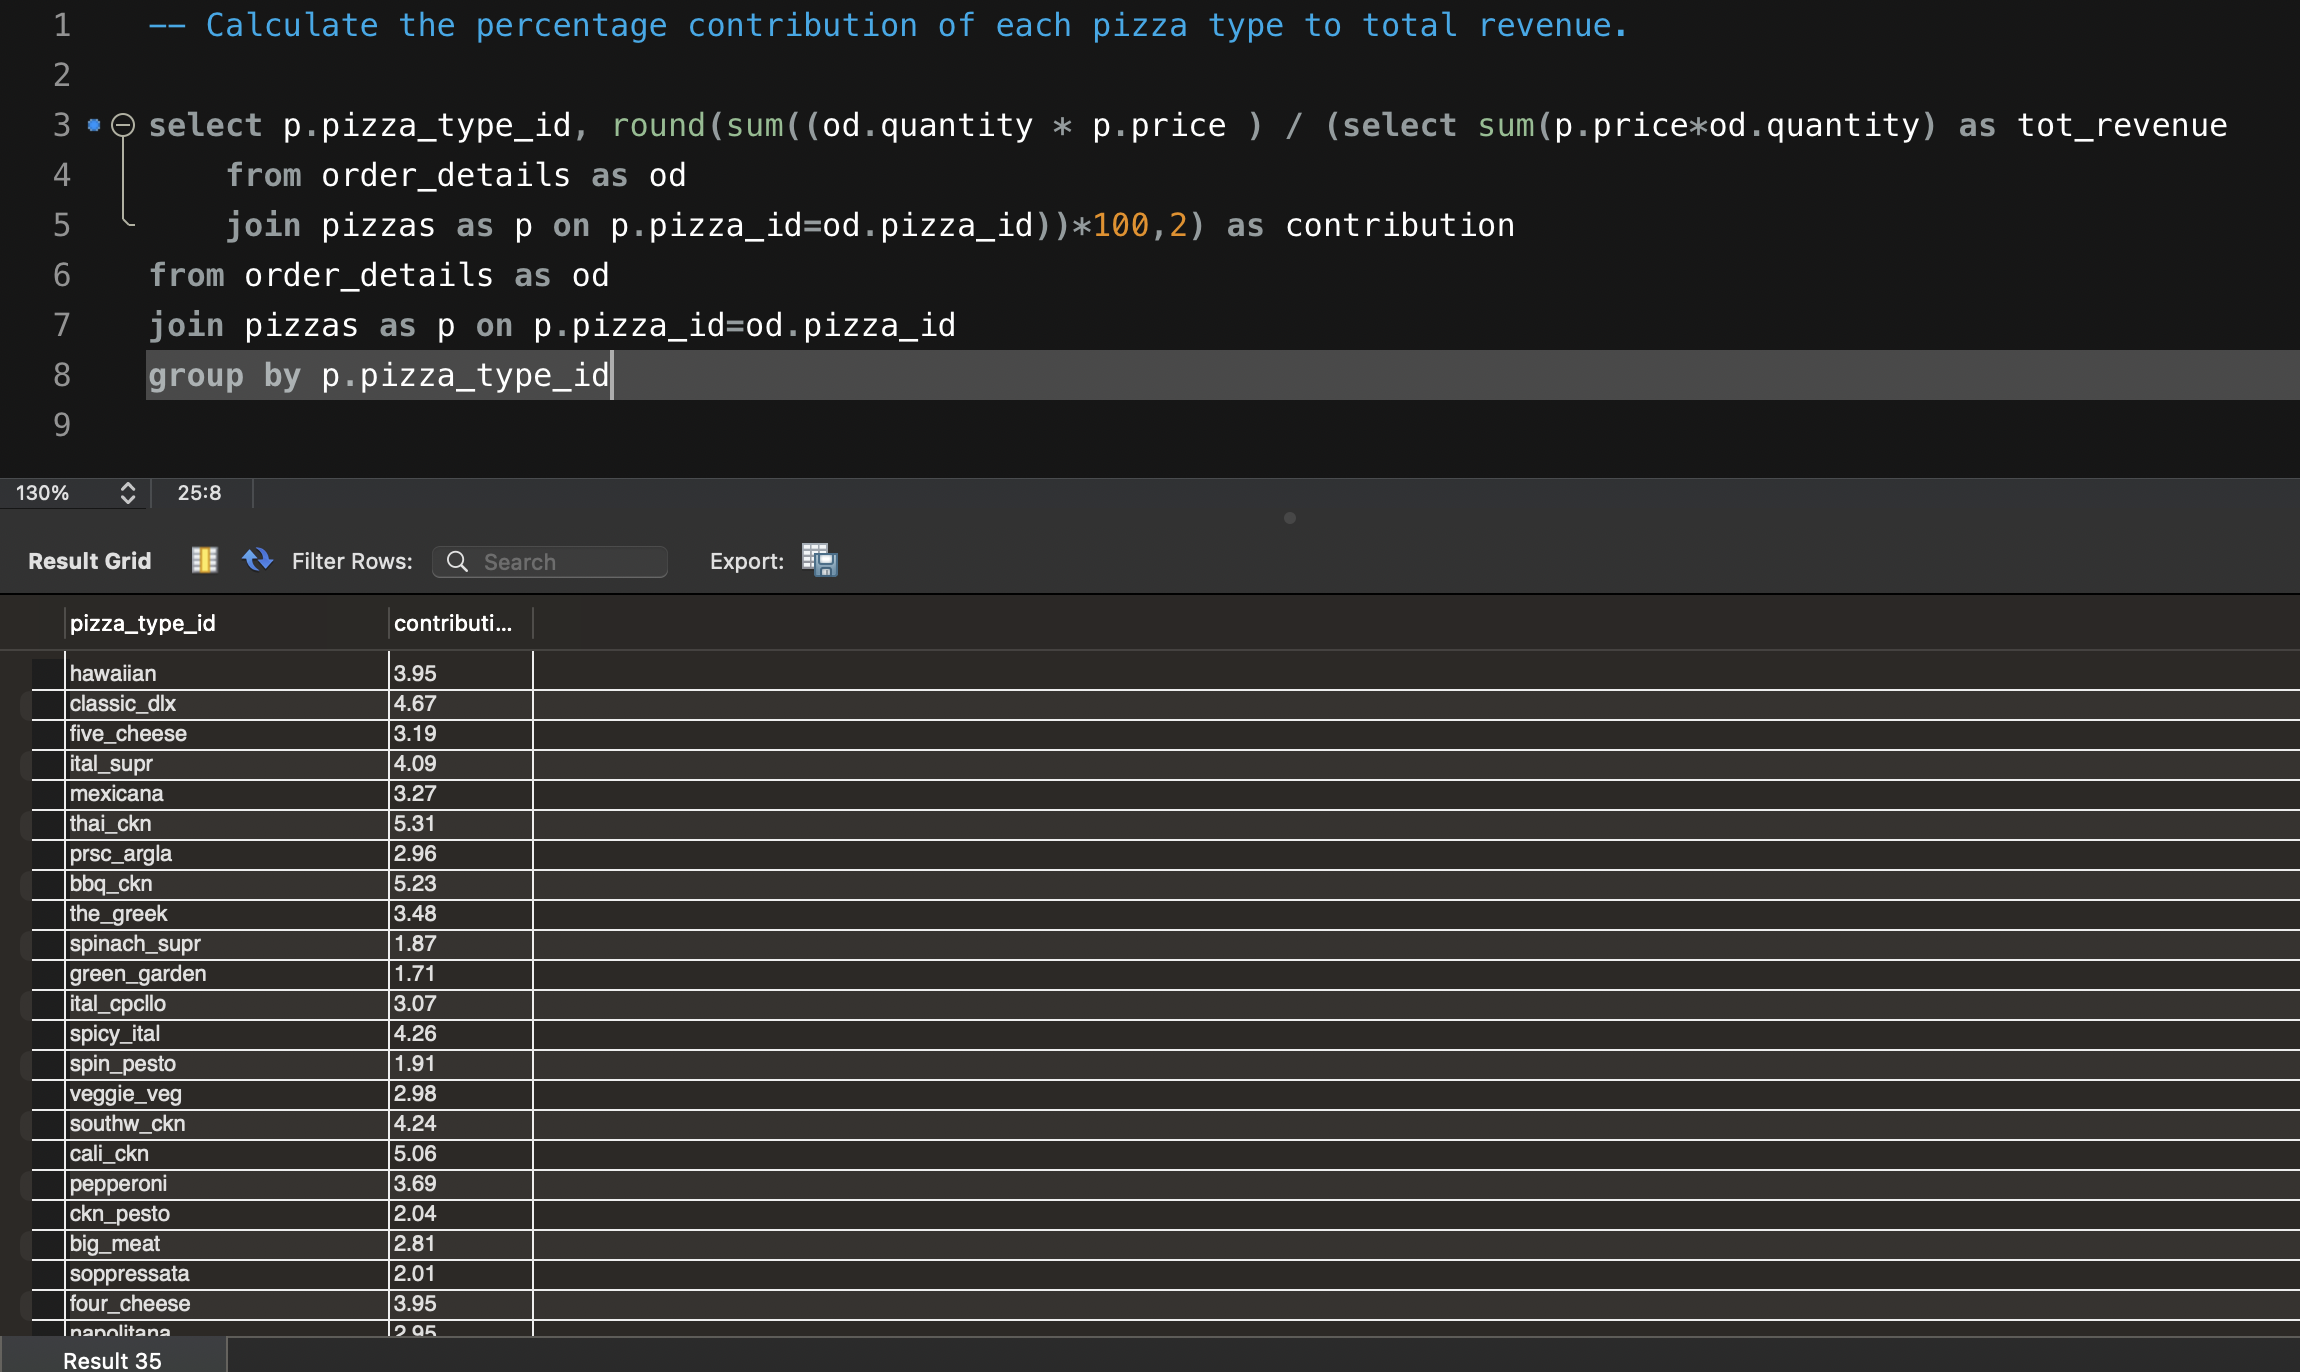 1 -- Calculate the percentage contribution of each pizza type to total revenue.
2
3 select p.pizza_type_id, round(sum((od.quantity * p.price ) / (select sum(p.price*od.quantity) as tot_revenue
4 from order_details as od
5 join pizzas as p on p.pizza_id=od.pizza_id))*100,2) as contribution
6 from order_details as od
7 join pizzas as p on p.pizza_id=od.pizza_id
8 group by p.pizza_type_id
9
130% 25:8
Result Grid Filter Rows: Search Export:
pizza_type_id contributi...
hawaiian 3.95
classic_dlx 4.67
five_cheese 3.19
ital_supr 4.09
mexicana 3.27
thai_ckn 5.31
prsc_argla 2.96
bbq_ckn 5.23
the_greek 3.48
spinach_supr 1.87
green_garden 1.71
ital_cpcllo 3.07
spicy_ital 4.26
spin_pesto 1.91
veggie_veg 2.98
southw_ckn 4.24
cali_ckn 5.06
pepperoni 3.69
ckn_pesto 2.04
big_meat 2.81
soppressata 2.01
four_cheese 3.95
napolitana 2.95
Result 35